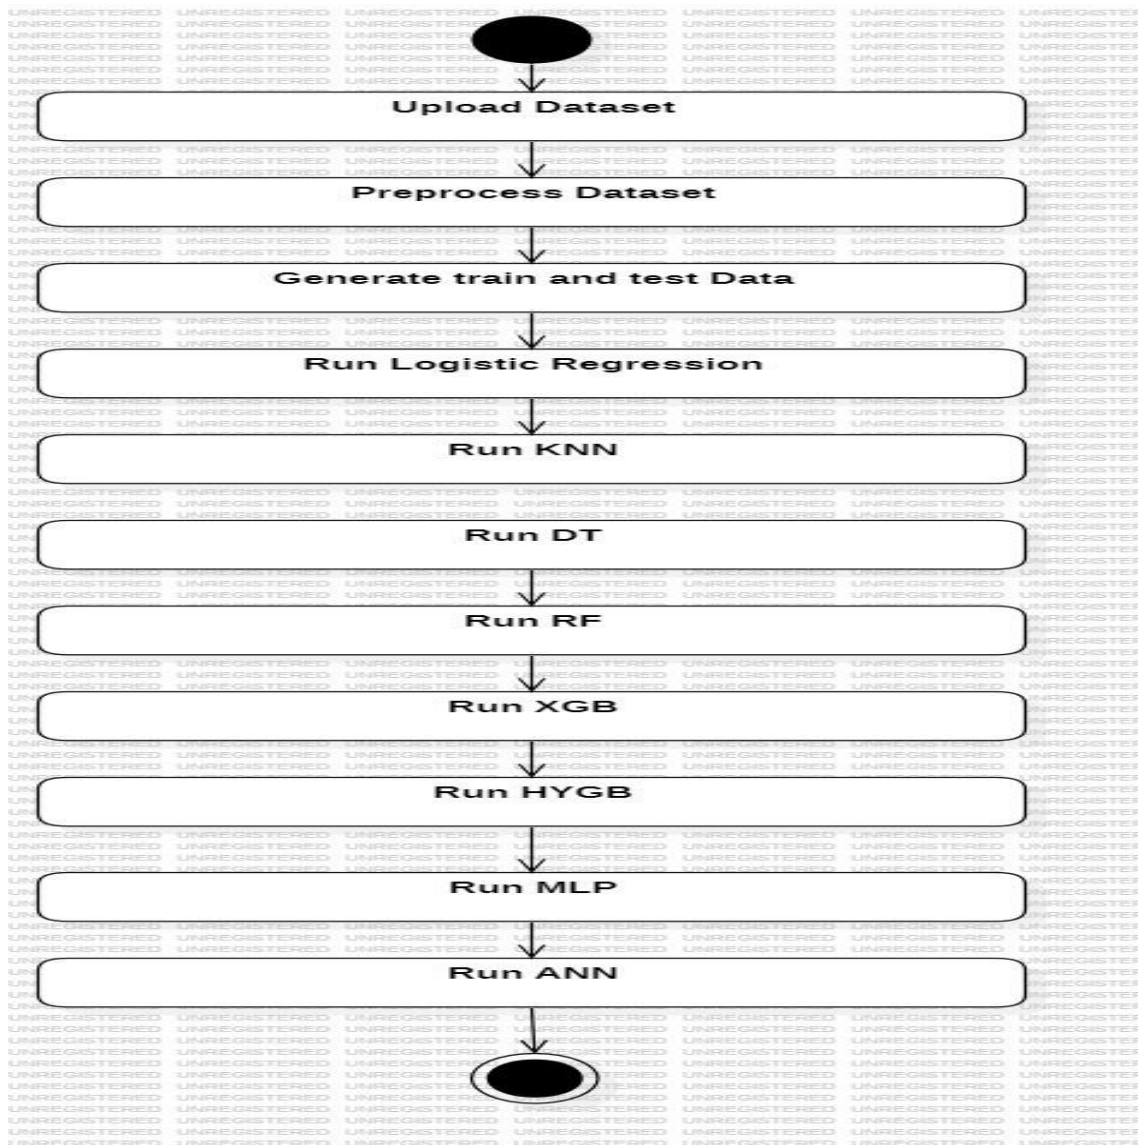 Upload Dataset
Preprocess Dataset
Generate train and test Data
Run Logistic Regression
Run KNN
Run DT
Run RF
Run XGB
Run HYGB
Run MLP
Run ANN
UNREGISTERED